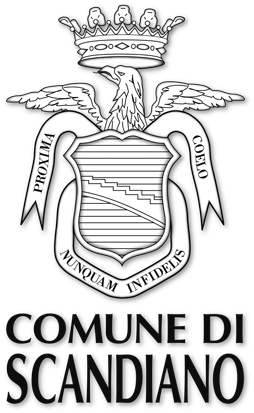 PROXIMA
COELO
NUNQUAM INFIDELIS
COMUNE DI
SCANDIANO